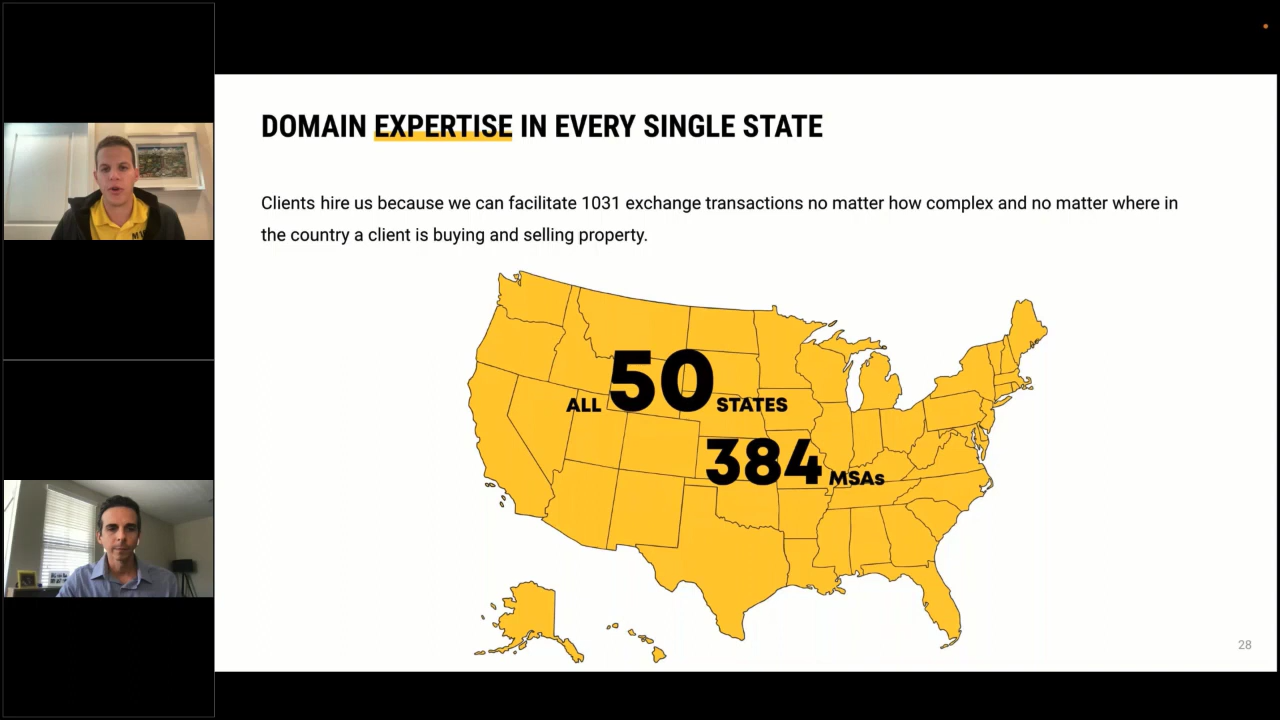 DOMAIN EXPERTISE IN EVERY SINGLE STATE
Clients hire us because we can facilitate 1031 exchange transactions no matter how complex and no matter where in
the country a client is buying and selling property.
ALL 50 STATES
384 MSAs
28